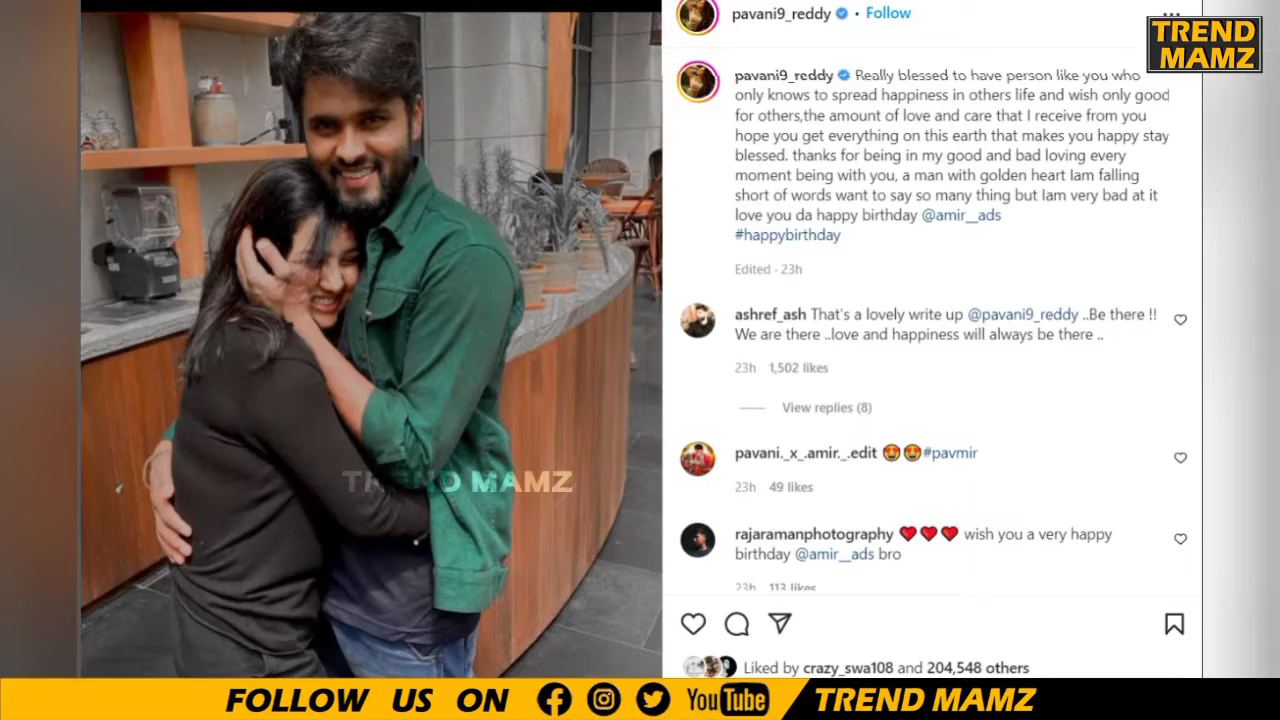 pavani9_reddy • Follow
TREND
MAMZ
pavani9_reddy Really blessed to have person like you who
only knows to spread happiness in others life and wish only good
for others,the amount of love and care that I receive from you
hope you get everything on this earth that makes you happy stay
blessed. thanks for being in my good and bad loving every
moment being with you, a man with golden heart Iam falling
short of words want to say so many thing but Iam very bad at it
love you da happy birthday @amir__ads
#happybirthday
Edited · 23h
ashref_ash That's a lovely write up @pavani9_reddy ..Be there !!
We are there ..love and happiness will always be there ..
23h 1,502 likes
View replies (8)
pavani._x_.amir._.edit 😍😍#pavmir
23h 49 likes
TREND MAMZ
rajaramanphotography ❤️❤️❤️ wish you a very happy
birthday @amir__ads bro
23h 113 likes
Liked by crazy_swa108 and 204,548 others
FOLLOW US ON YouTube TREND MAMZ